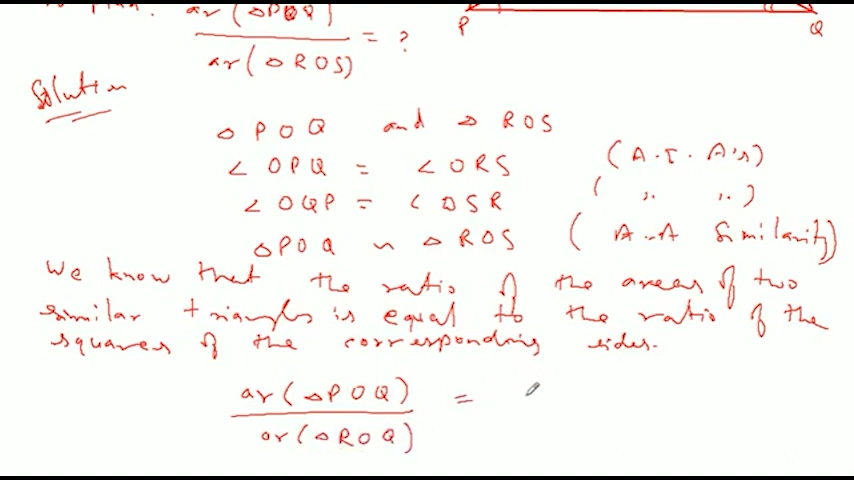 ar(△POQ)
P Q
ar(△ROS) = ?
Solution
△ POQ and △ ROS
∠ OPQ = ∠ ORS (A.I.A's)
∠ OQP = ∠ OSR ( ,, ,, )
△POQ ~ △ ROS ( A-A Similarity)
We know that the ratio of the areas of two
similar triangles is equal to the ratio of the
squares of the corresponding sides.
ar(△POQ) =
ar(△ROQ)